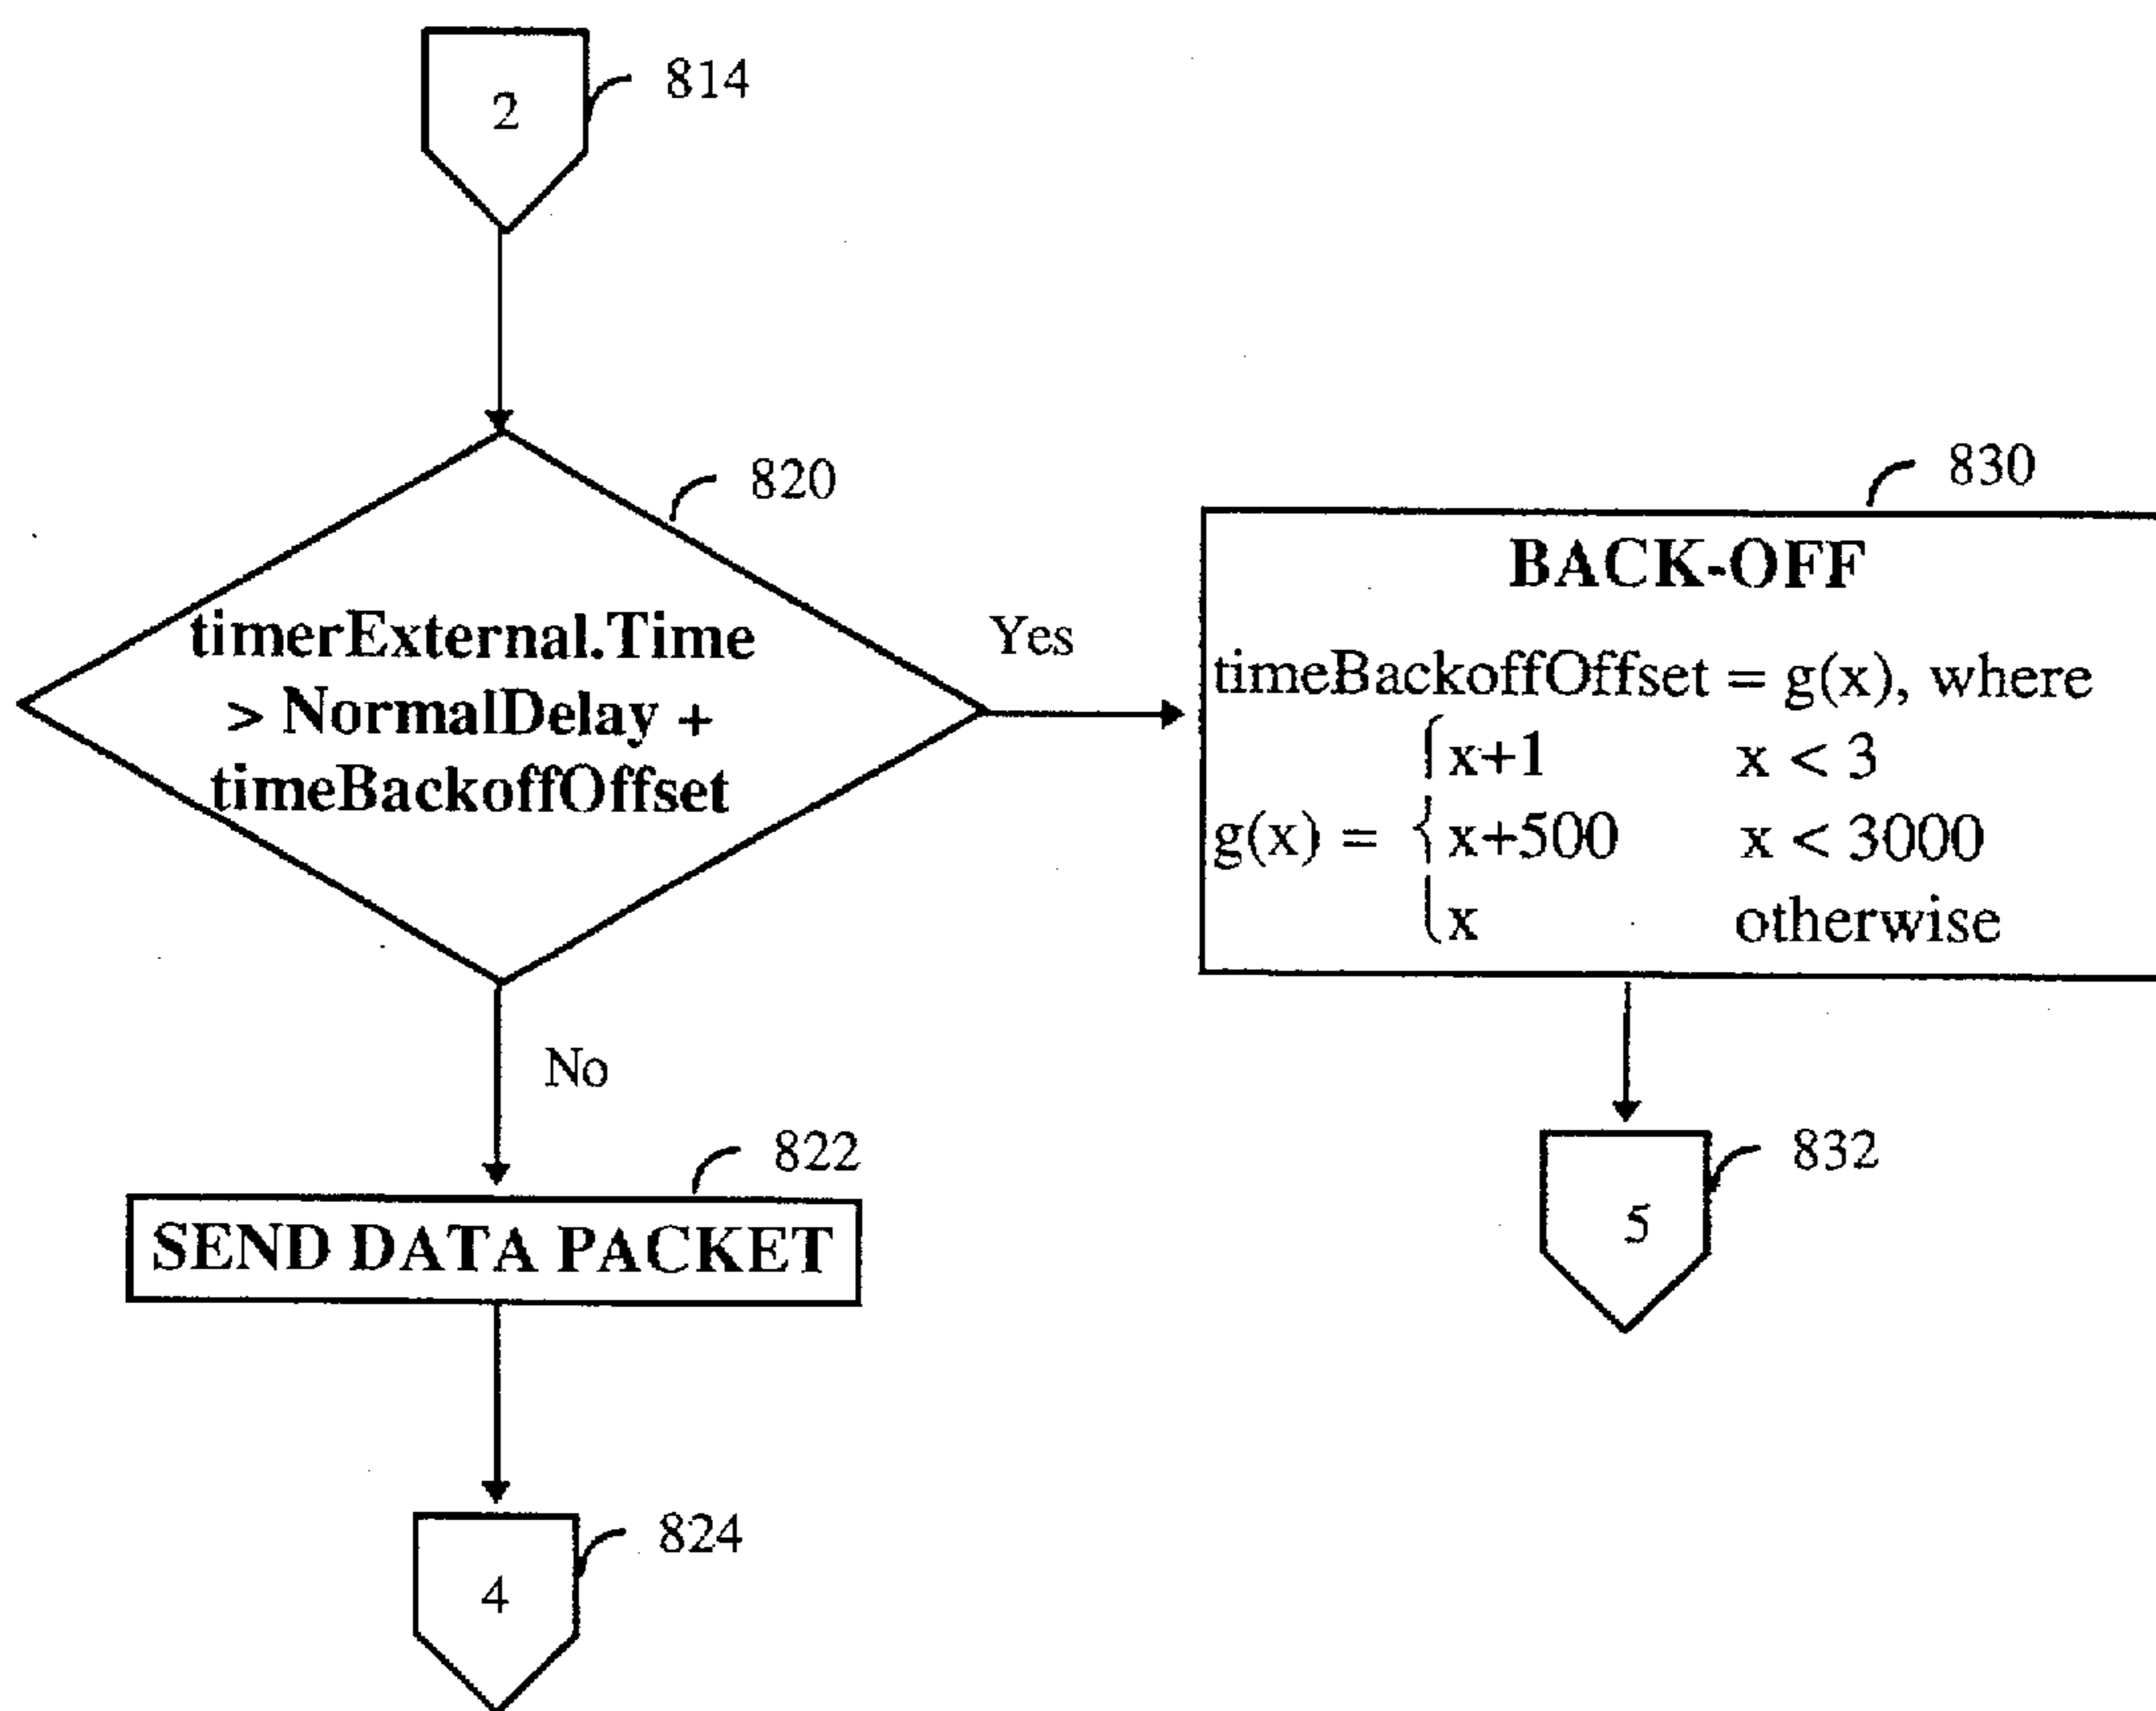 2
814
820
timerExternal.Time
> NormalDelay +
timeBackoffOffset
Yes
No
830
BACK-OFF
timeBackoffOffset = g(x), where
x+1 x < 3
g(x) = { x+500 x < 3000
x otherwise
832
5
822
SEND DATA PACKET
824
4